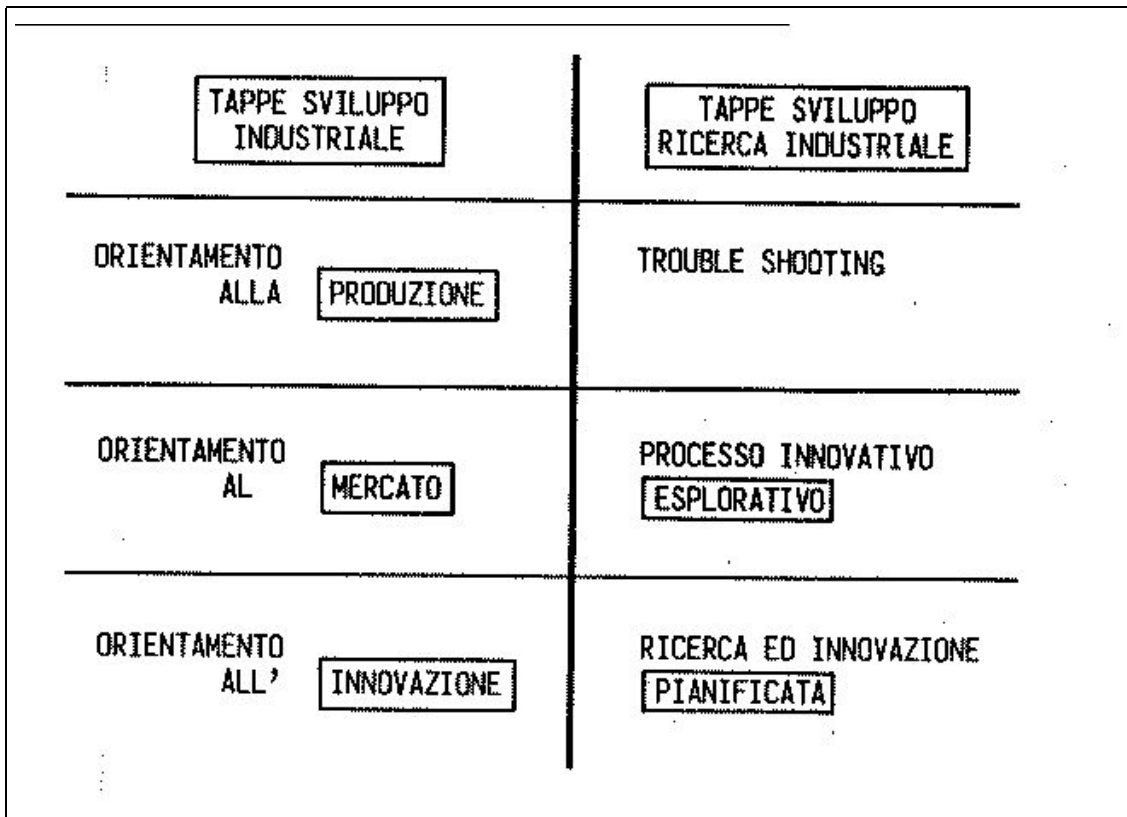 TAPPE SVILUPPO
INDUSTRIALE
TAPPE SVILUPPO
RICERCA INDUSTRIALE
ORIENTAMENTO
ALLA PRODUZIONE
TROUBLE SHOOTING
ORIENTAMENTO
AL MERCATO
PROCESSO INNOVATIVO
ESPLORATIVO
ORIENTAMENTO
ALL' INNOVAZIONE
RICERCA ED INNOVAZIONE
PIANIFICATA